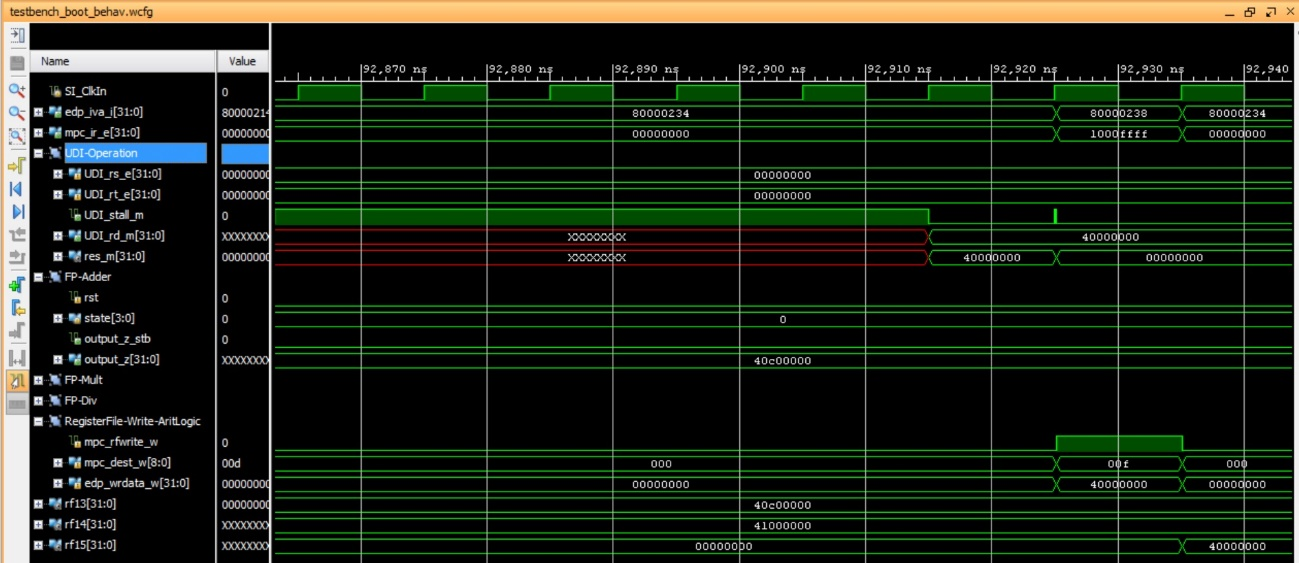 testbench_boot_behav.wcfg
Name Value
92,870 ns 92,880 ns 92,890 ns 92,900 ns 92,910 ns 92,920 ns 92,930 ns 92,940
SI_ClkIn 0
edp_iva_i[31:0] 80000214 80000234 80000238 80000234
mpc_ir_e[31:0] 00000000 00000000 1000ffff 00000000
UDI-Operation
UDI_rs_e[31:0] 00000000 00000000
UDI_rt_e[31:0] 00000000 00000000
UDI_stall_m 0
UDI_rd_m[31:0] XXXXXXXX XXXXXXXX 40000000
res_m[31:0] 00000000 XXXXXXXX 40000000 00000000
FP-Adder
rst 0
state[3:0] 0 0
output_z_stb 0
output_z[31:0] XXXXXXXX 40c00000
FP-Mult
FP-Div
RegisterFile-Write-AritLogic
mpc_rfwrite_w 0
mpc_dest_w[8:0] 00d 000 00f 000
edp_wrdata_w[31:0] 00000000 00000000 40000000 00000000
rf13[31:0] 00000000 40c00000
rf14[31:0] XXXXXXXX 41000000
rf15[31:0] XXXXXXXX 00000000 40000000